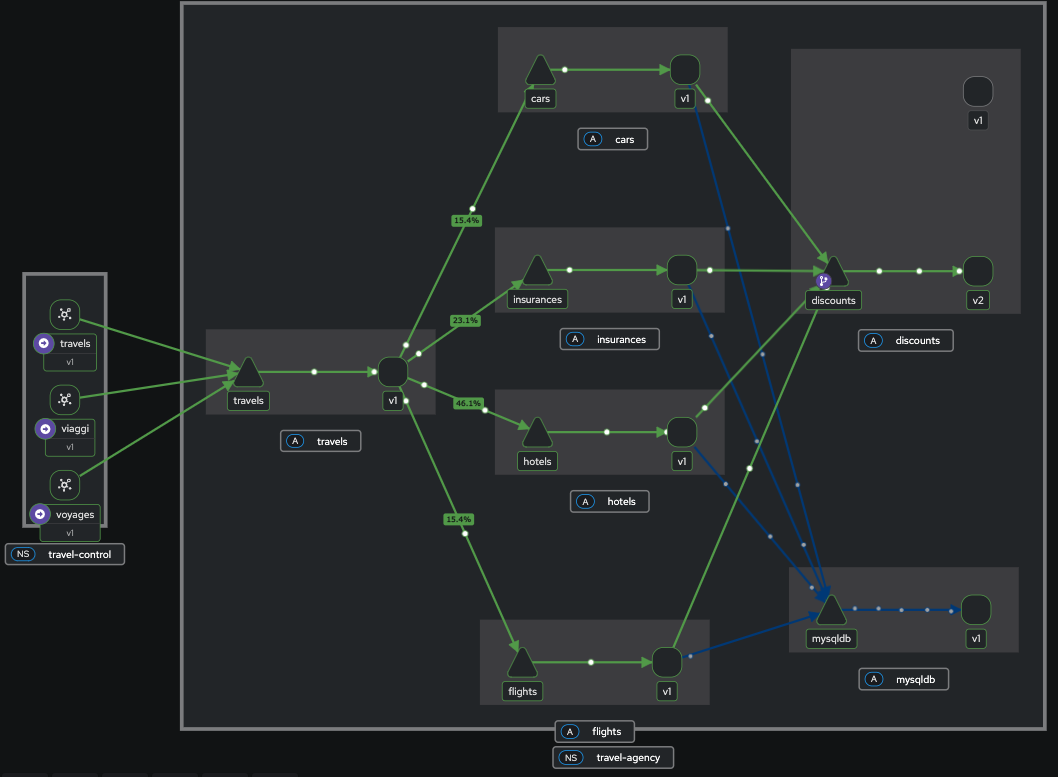 cars
v1
A cars
15.4%
v1
insurances
v1
A insurances
23.1%
discounts
v2
A discounts
travels
v1
viaggi
v1
voyages
v1
NS travel-control
travels
v1
A travels
46.1%
hotels
v1
A hotels
15.4%
mysqldb
v1
A mysqldb
flights
v1
A flights
NS travel-agency